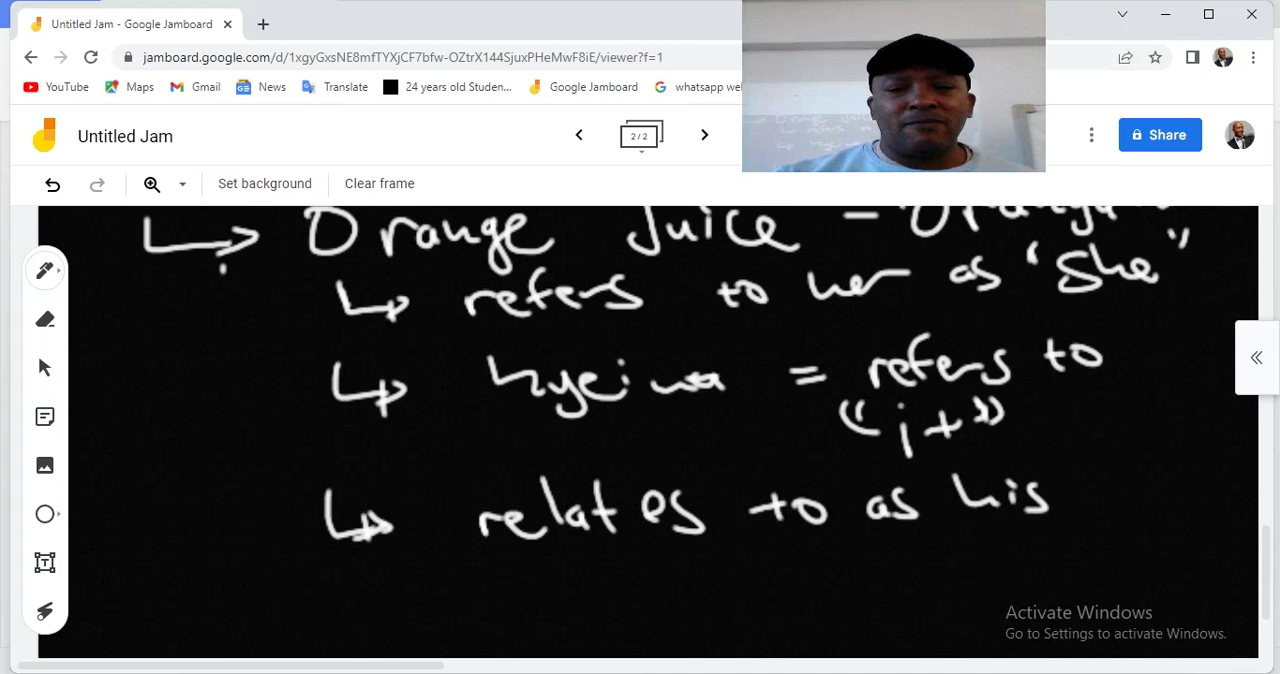 Untitled Jam - Google Jamboard
jamboard.google.com/d/1xgyGxsNE8mfTYXjCF7bfw-OZtrX144SjuxPHeMwF8iE/viewer?f=1
YouTube Maps Gmail News Translate 24 years old Studen... Google Jamboard whatsapp wel
Untitled Jam
2 / 2
Share
Set background Clear frame
Orange Juice -
refers to her as "She"
= refers to
"it"
relates to as his
Activate Windows
Go to Settings to activate Windows.